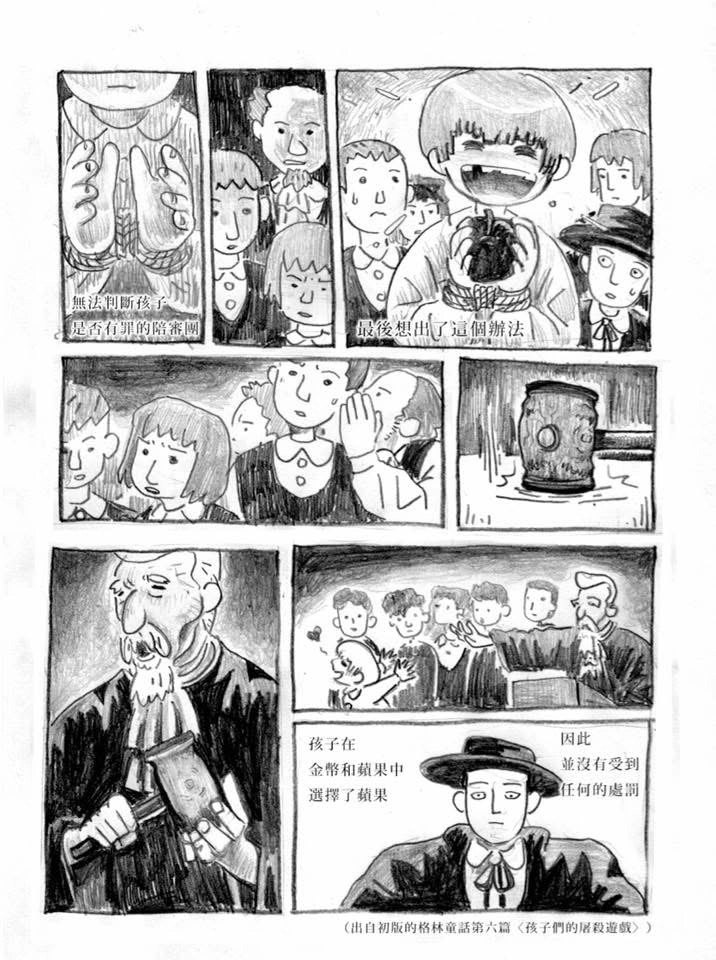 無法判斷孩子
是否有罪的陪審團
最後想出了這個辦法
孩子在
金幣和蘋果中
選擇了蘋果
因此
並沒有受到
任何的處罰
（出自初版的格林童話第六篇〈孩子們的屠殺遊戲〉）